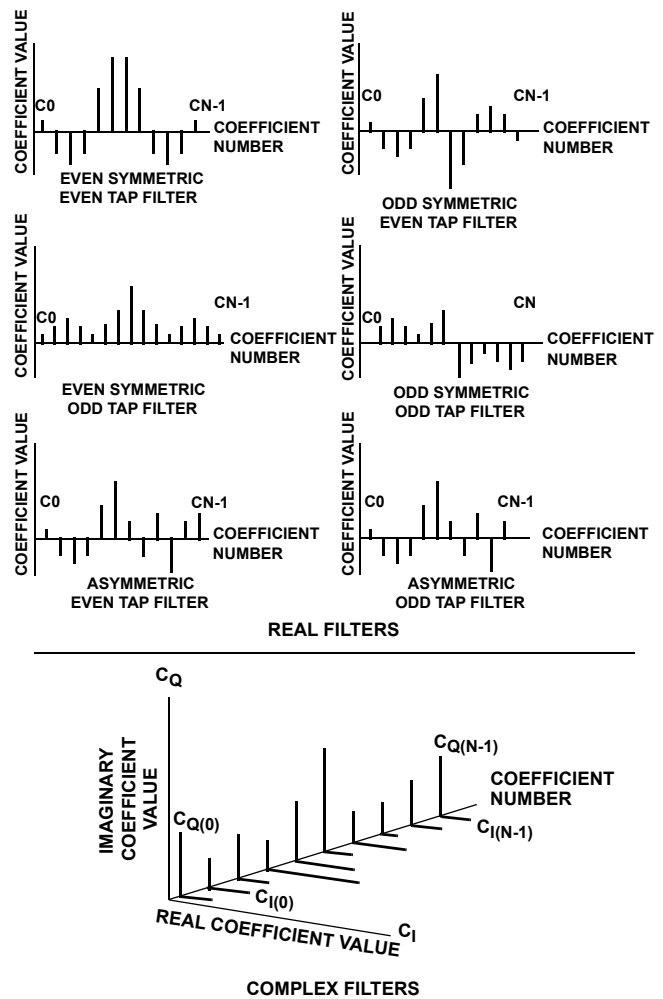 COEFFICIENT VALUE
C0
CN-1
COEFFICIENT
NUMBER
EVEN SYMMETRIC
EVEN TAP FILTER
COEFFICIENT VALUE
C0
CN-1
COEFFICIENT
NUMBER
ODD SYMMETRIC
EVEN TAP FILTER
COEFFICIENT VALUE
C0
CN-1
COEFFICIENT
NUMBER
EVEN SYMMETRIC
ODD TAP FILTER
COEFFICIENT VALUE
C0
CN
COEFFICIENT
NUMBER
ODD SYMMETRIC
ODD TAP FILTER
COEFFICIENT VALUE
C0
CN-1
COEFFICIENT
NUMBER
ASYMMETRIC
EVEN TAP FILTER
COEFFICIENT VALUE
C0
CN-1
COEFFICIENT
NUMBER
ASYMMETRIC
ODD TAP FILTER
REAL FILTERS
CQ
IMAGINARY
COEFFICIENT
VALUE
CQ(0)
CQ(N-1)
COEFFICIENT
NUMBER
CI(N-1)
CI(0)
REAL COEFFICIENT VALUE
CI
COMPLEX FILTERS